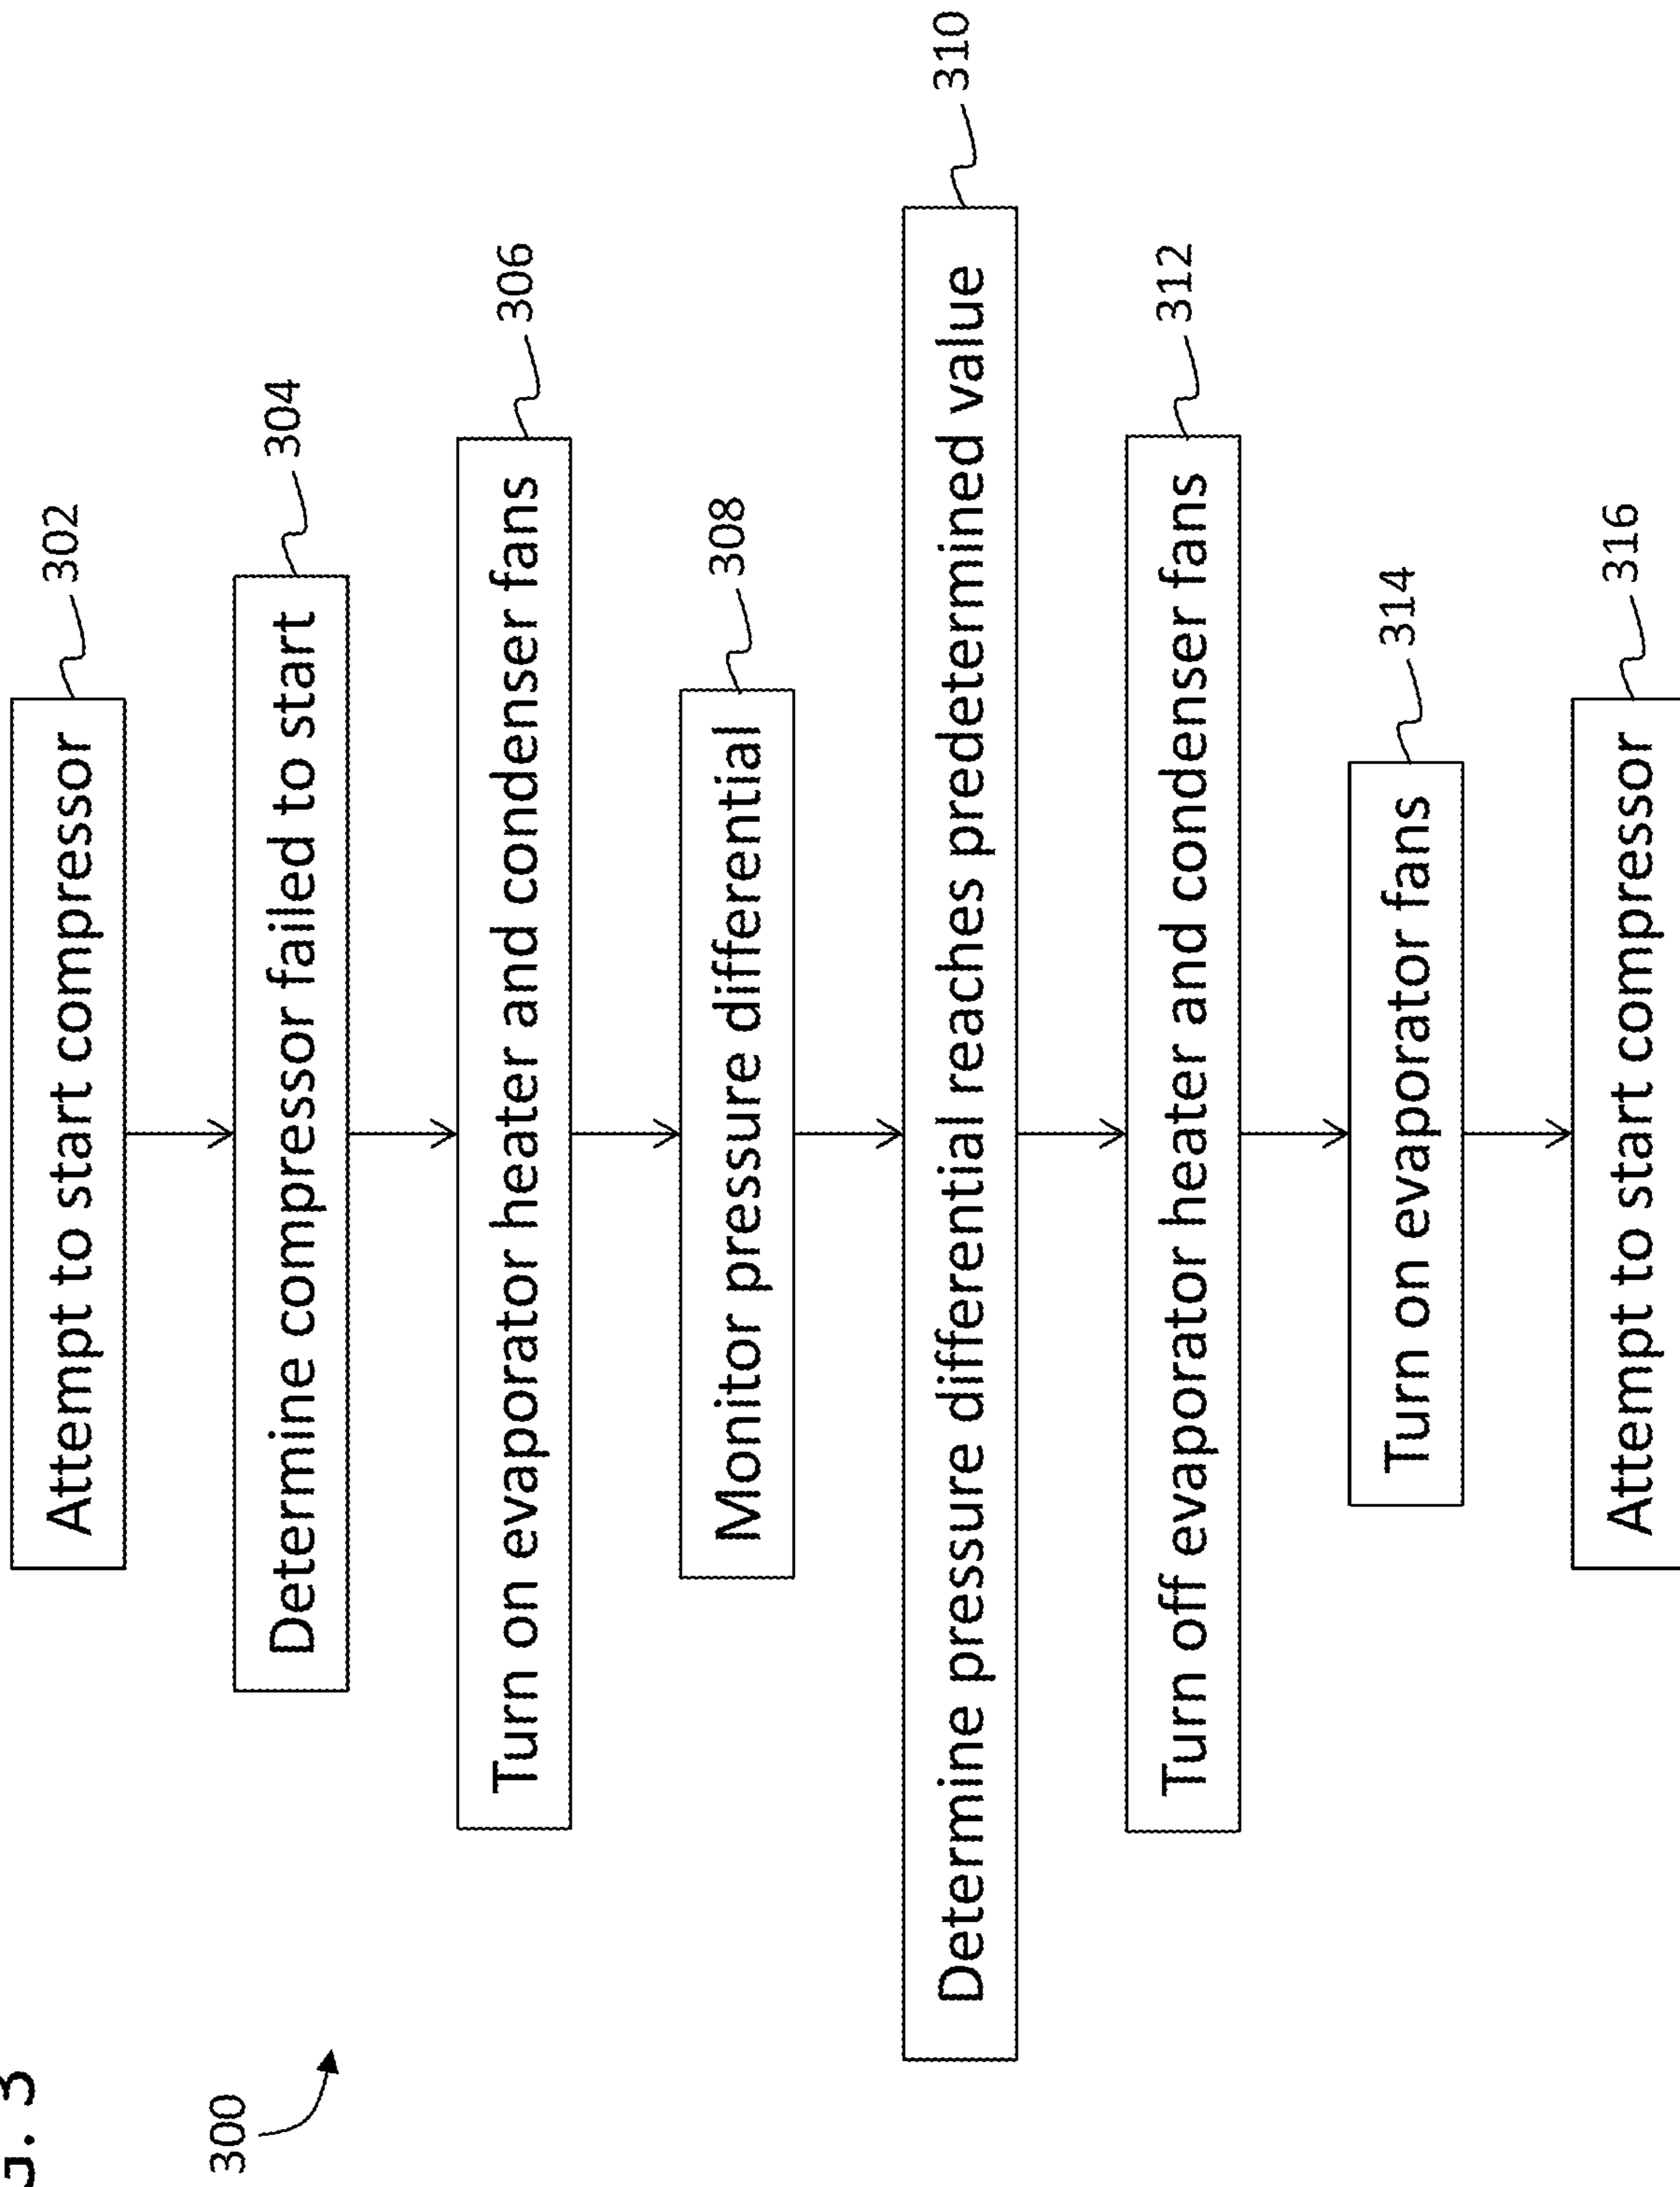 G. 3
300
Attempt to start compressor
302
Determine compressor failed to start
304
Turn on evaporator heater and condenser fans
306
Monitor pressure differential
308
Determine pressure differential reaches predetermined value
310
Turn off evaporator heater and condenser fans
312
Turn on evaporator fans
314
Attempt to start compressor
316